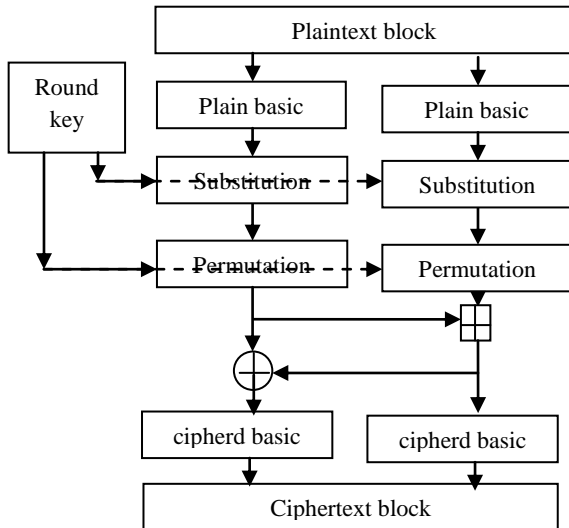 Plaintext block
Round
key
Plain basic
Plain basic
Substitution
Substitution
Permutation
Permutation
cipherd basic
cipherd basic
Ciphertext block